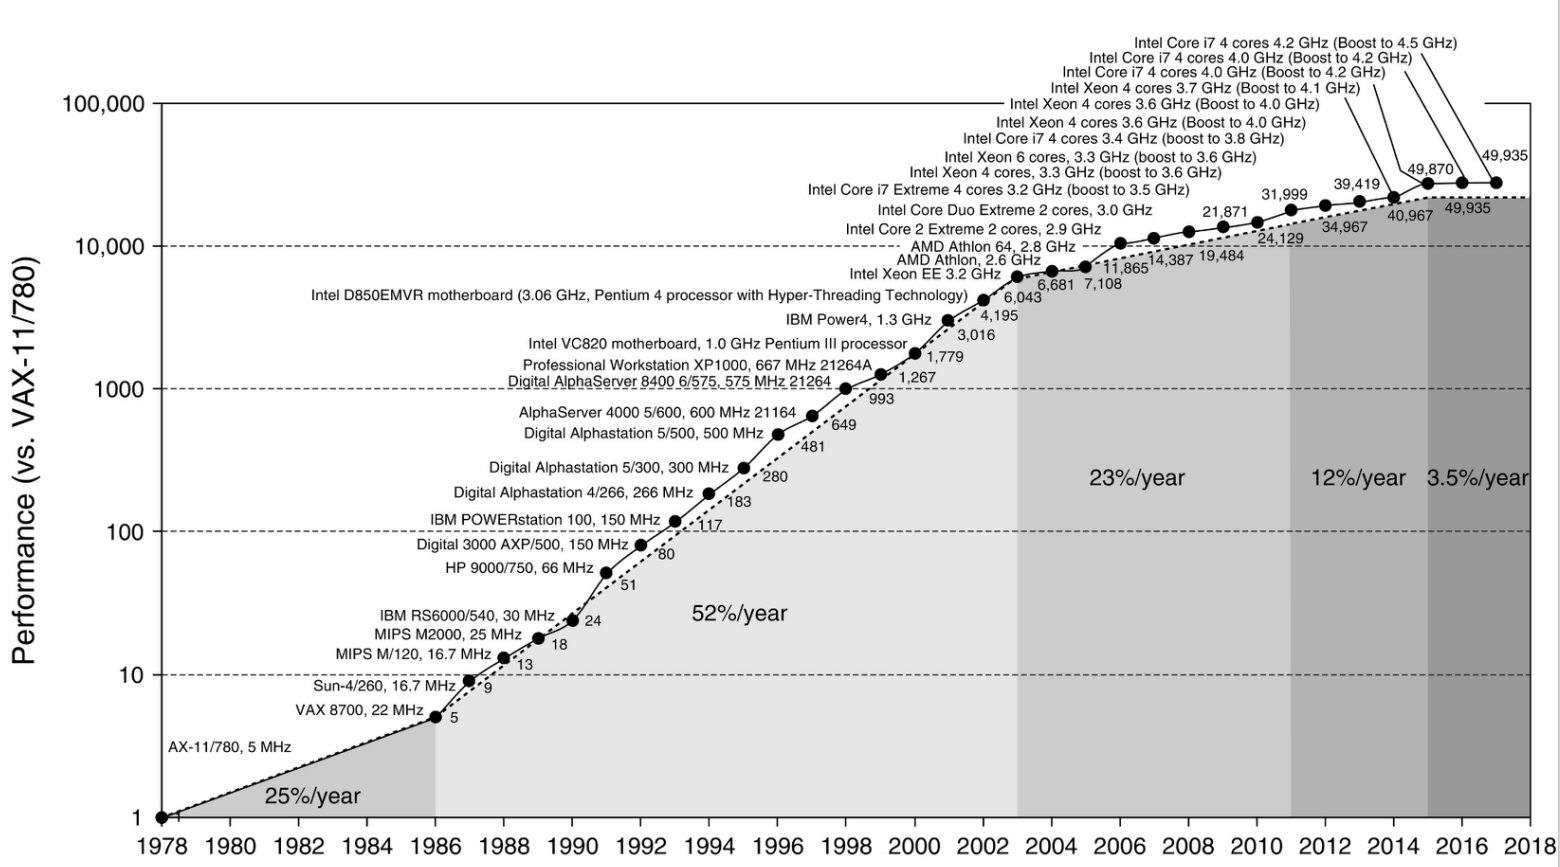 Intel Core i7 4 cores 4.2 GHz (Boost to 4.5 GHz)
Intel Core i7 4 cores 4.0 GHz (Boost to 4.2 GHz)
Intel Core i7 4 cores 4.0 GHz (Boost to 4.2 GHz)
Intel Xeon 4 cores 3.7 GHz (Boost to 4.1 GHz)
100,000
Intel Xeon 4 cores 3.6 GHz (Boost to 4.0 GHz)
Intel Xeon 4 cores 3.6 GHz (Boost to 4.0 GHz)
Intel Core i7 4 cores 3.4 GHz (boost to 3.8 GHz)
Intel Xeon 6 cores, 3.3 GHz (boost to 3.6 GHz)
49,935
Intel Xeon 4 cores, 3.3 GHz (boost to 3.6 GHz)
49,870
Intel Core i7 Extreme 4 cores 3.2 GHz (boost to 3.5 GHz)
39,419
31,999
Intel Core Duo Extreme 2 cores, 3.0 GHz
21,871
49,935
40,967
Intel Core 2 Extreme 2 cores, 2.9 GHz
34,967
24,129
10,000
AMD Athlon 64, 2.8 GHz
19,484
AMD Athlon, 2.6 GHz
14,387
11,865
Intel Xeon EE 3.2 GHz
7,108
6,681
Intel D850EMVR motherboard (3.06 GHz, Pentium 4 processor with Hyper-Threading Technology)
6,043
4,195
IBM Power4, 1.3 GHz
3,016
Intel VC820 motherboard, 1.0 GHz Pentium III processor
1,779
Professional Workstation XP1000, 667 MHz 21264A
1,267
Digital AlphaServer 8400 6/575, 575 MHz 21264
1000
993
AlphaServer 4000 5/600, 600 MHz 21164
649
Digital Alphastation 5/500, 500 MHz
481
Digital Alphastation 5/300, 300 MHz
280
23%/year
12%/year
3.5%/year
Digital Alphastation 4/266, 266 MHz
183
IBM POWERstation 100, 150 MHz
117
100
Digital 3000 AXP/500, 150 MHz
80
HP 9000/750, 66 MHz
51
52%/year
IBM RS6000/540, 30 MHz
24
MIPS M2000, 25 MHz
18
MIPS M/120, 16.7 MHz
13
10
Sun-4/260, 16.7 MHz
9
VAX 8700, 22 MHz
5
AX-11/780, 5 MHz
25%/year
1
1978 1980 1982 1984 1986 1988 1990 1992 1994 1996 1998 2000 2002 2004 2006 2008 2010 2012 2014 2016 2018
Performance (vs. VAX-11/780)